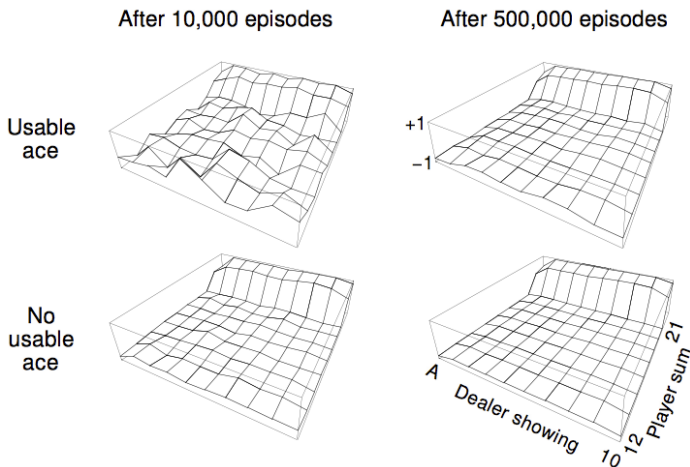 After 10,000 episodes
After 500,000 episodes
Usable
ace
+1
−1
No
usable
ace
A
Dealer showing
10
12
Player sum
21